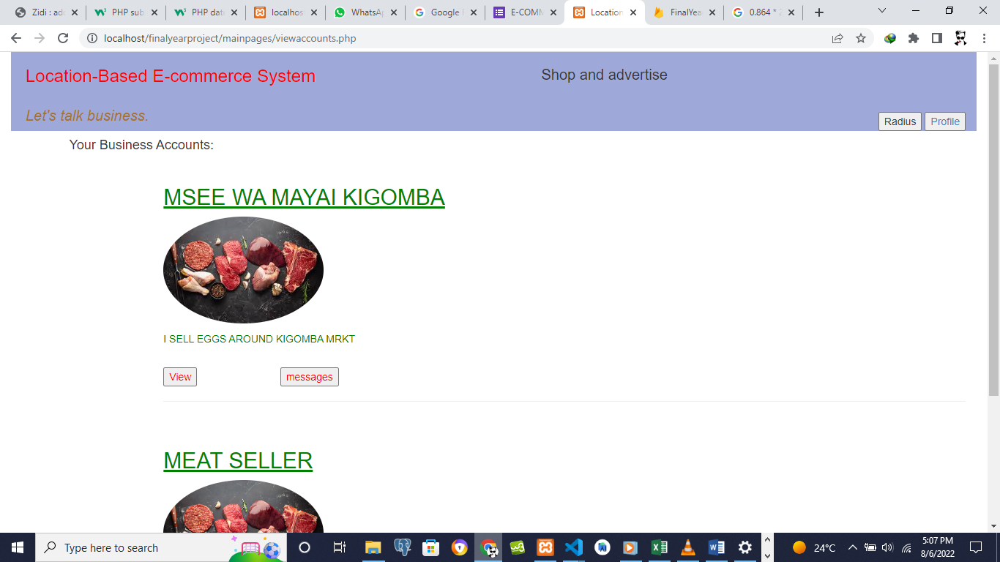 Zidi : ad
PHP sub
PHP dat
localhos
WhatsAp
Google
E-COMM
Location
FinalYea
0.864 *
localhost/finalyearproject/mainpages/viewaccounts.php
Location-Based E-commerce System
Shop and advertise
Let's talk business.
Radius
Profile
Your Business Accounts:
MSEE WA MAYAI KIGOMBA
I SELL EGGS AROUND KIGOMBA MRKT
View
messages
MEAT SELLER
Type here to search
24°C
5:07 PM
8/6/2022